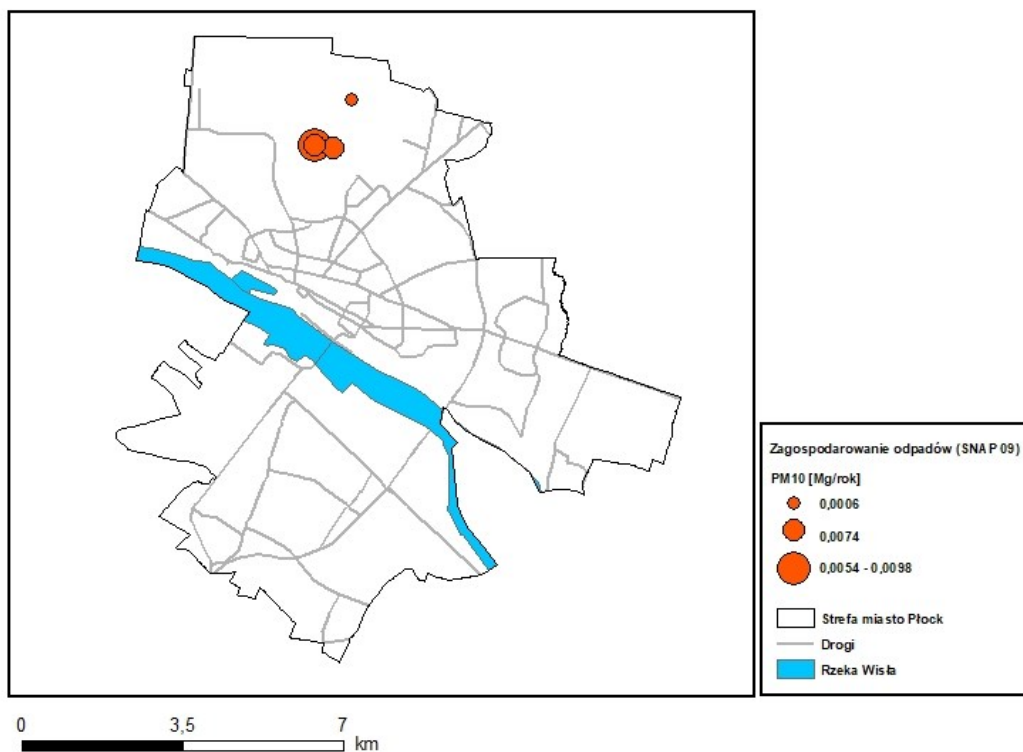 Zagospodarowanie odpadów (SNAP 09)
PM10 [Mg/rok]
0,0006
0,0074
0,0054 - 0,0098
Strefa miasto Płock
Drogi
Rzeka Wisła
0 3,5 7
km